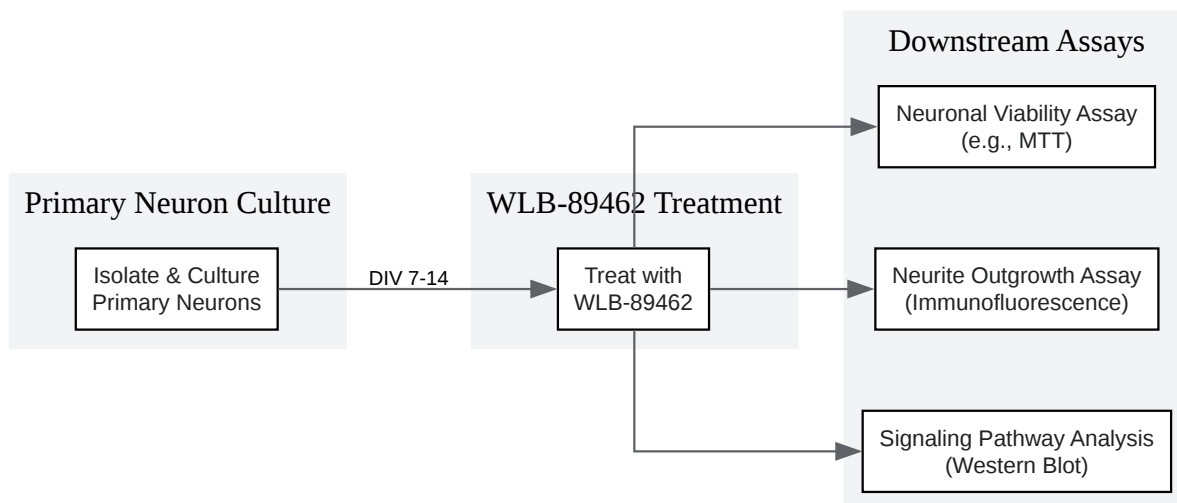 Primary Neuron Culture
Isolate & Culture
Primary Neurons
DIV 7-14
WLB-89462 Treatment
Treat with
WLB-89462
Downstream Assays
Neuronal Viability Assay
(e.g., MTT)
Neurite Outgrowth Assay
(Immunofluorescence)
Signaling Pathway Analysis
(Western Blot)